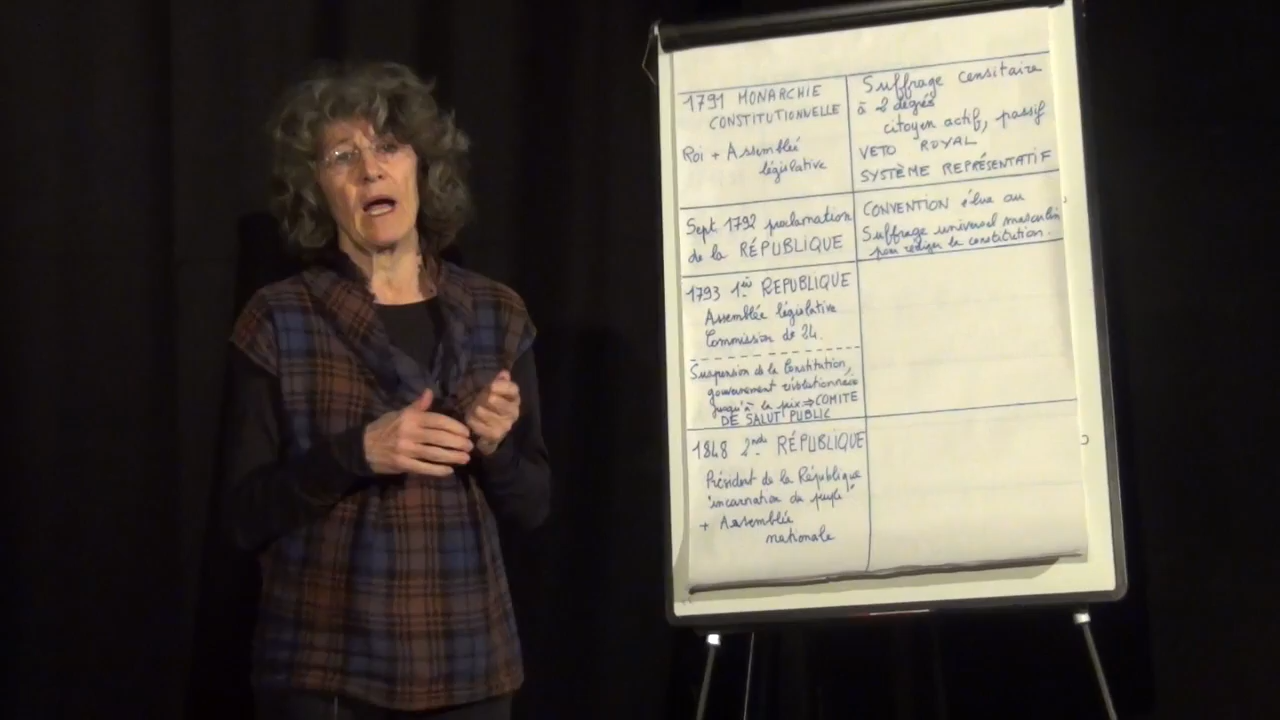 1791 MONARCHIE
CONSTITUTIONNELLE
Roi + Assemblée
législative
Suffrage censitaire
à 2 dégrés
citoyen actif, passif
VETO ROYAL
SYSTÈME REPRÉSENTATIF
Sept. 1792 proclamation
de la RÉPUBLIQUE
CONVENTION élue au
Suffrage universel masculin
pour rédiger la constitution.
1793 1ère REPUBLIQUE
Assemblée législative
Commission de 24.
Suspension de la Constitution,
gouvernement révolutionnaire
jusqu'à la paix ⇒ COMITE
DE SALUT PUBLIC
1848 2nde RÉPUBLIQUE
Président de la République
"incarnation du peuple"
+ Assemblée
nationale